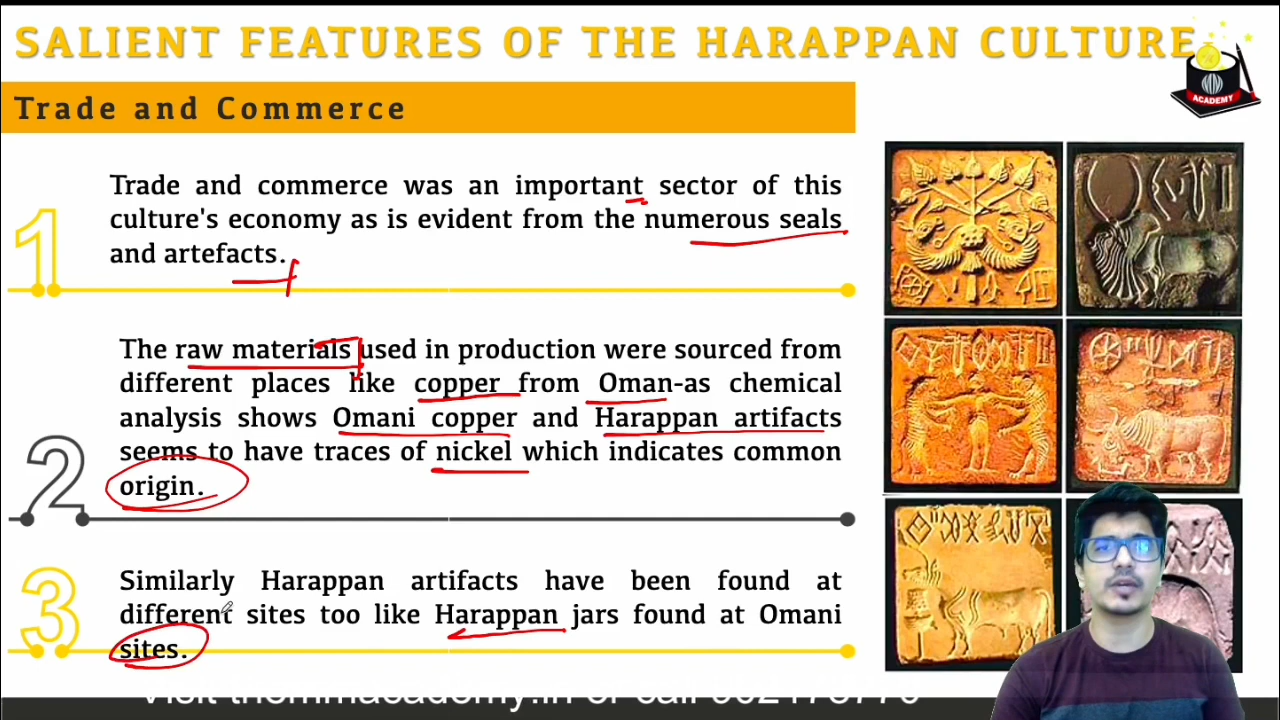 SALIENT FEATURES OF THE HARAPPAN CULTURE
ACADEMY
Trade and Commerce
1
Trade and commerce was an important sector of this
culture's economy as is evident from the numerous seals
and artefacts.
2
The raw materials used in production were sourced from
different places like copper from Oman-as chemical
analysis shows Omani copper and Harappan artifacts
seems to have traces of nickel which indicates common
origin.
3
Similarly Harappan artifacts have been found at
different sites too like Harappan jars found at Omani
sites.
Visit
or call